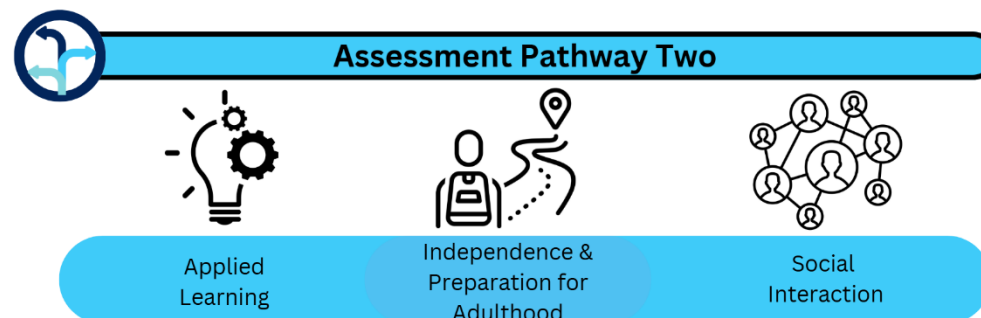 Assessment Pathway Two
Applied
Learning
Independence &
Preparation for
Adulthood
Social
Interaction